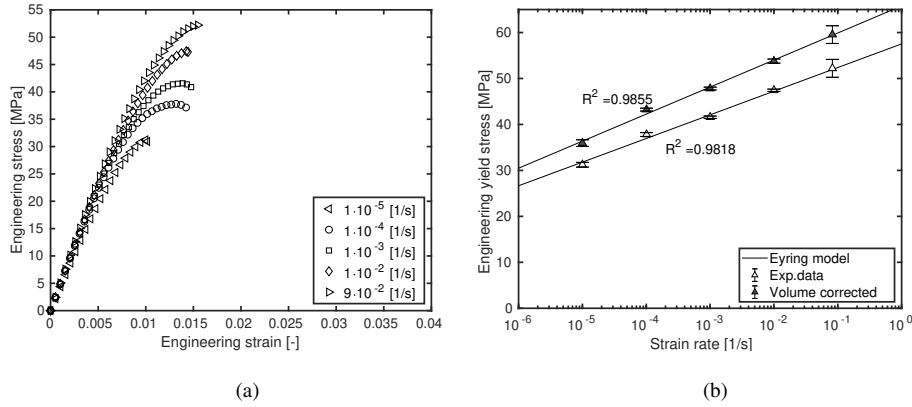 55
50
45
40
35
30
25
20
15
10
5
0
Engineering stress [MPa]
0 0.005 0.01 0.015 0.02 0.025 0.03 0.035 0.04
Engineering strain [-]
1·10⁻⁵ [1/s]
1·10⁻⁴ [1/s]
1·10⁻³ [1/s]
1·10⁻² [1/s]
9·10⁻² [1/s]
(a)
60
50
40
30
20
10
0
Engineering yield stress [MPa]
R² =0.9855
R² =0.9818
Eyring model
Exp.data
Volume corrected
10⁻⁶ 10⁻⁵ 10⁻⁴ 10⁻³ 10⁻² 10⁻¹ 10⁰
Strain rate [1/s]
(b)